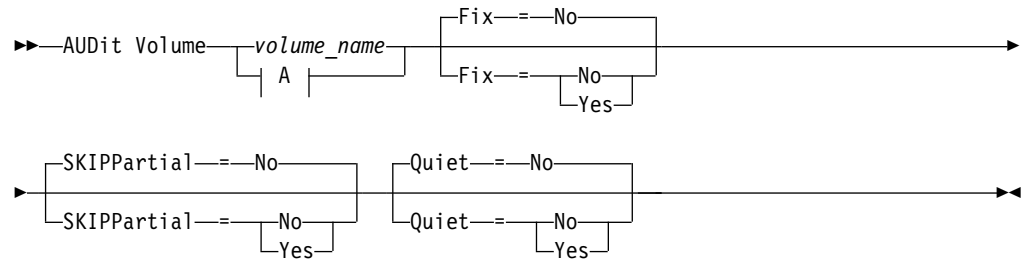 Fix = No
AUDit Volume volume_name
A Fix = No
Yes
SKIPPartial = No Quiet = No
SKIPPartial = No Quiet = No
Yes Yes